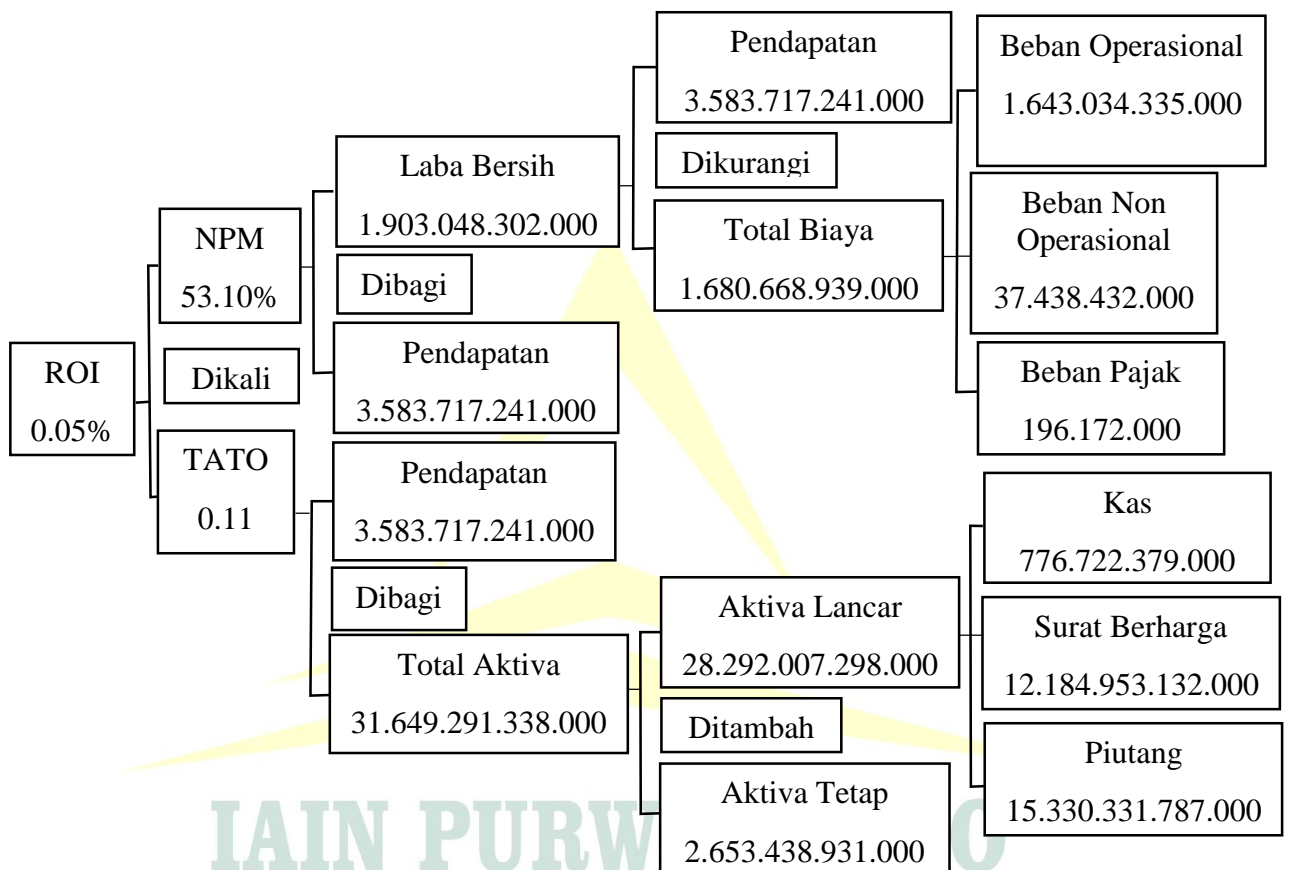 Pendapatan
3.583.717.241.000
Beban Operasional
1.643.034.335.000
Dikurangi
Laba Bersih
1.903.048.302.000
NPM
53.10%
Total Biaya
1.680.668.939.000
Beban Non
Operasional
37.438.432.000
Dibagi
Pendapatan
3.583.717.241.000
Beban Pajak
196.172.000
ROI
0.05%
Dikali
TATO
0.11
Pendapatan
3.583.717.241.000
Dibagi
Total Aktiva
31.649.291.338.000
Aktiva Lancar
28.292.007.298.000
Ditambah
Aktiva Tetap
2.653.438.931.000
Kas
776.722.379.000
Surat Berharga
12.184.953.132.000
Piutang
15.330.331.787.000
IAIN